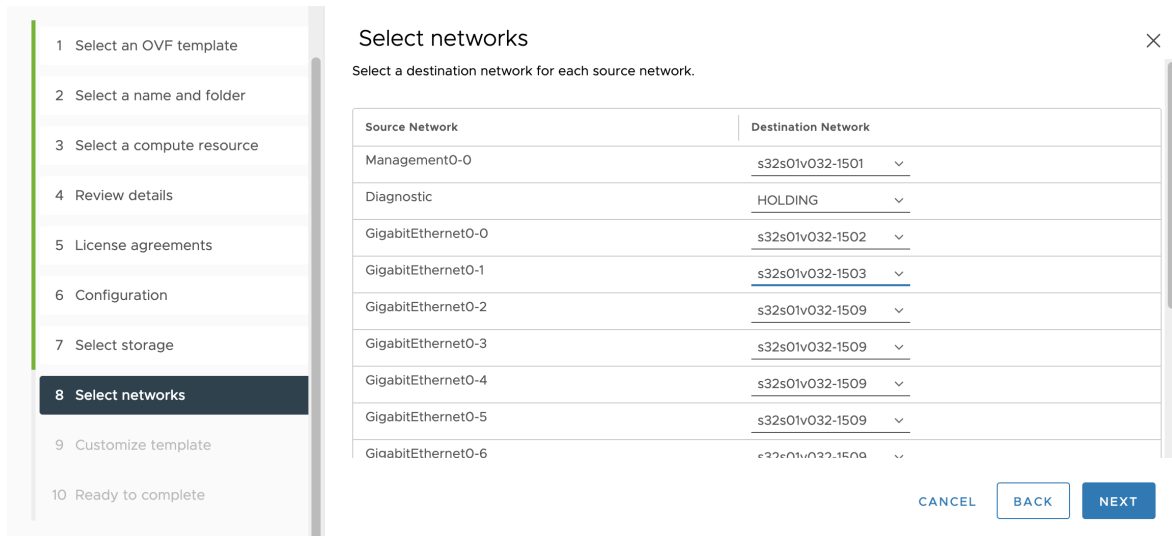 1 Select an OVF template
2 Select a name and folder
3 Select a compute resource
4 Review details
5 License agreements
6 Configuration
7 Select storage
8 Select networks
9 Customize template
10 Ready to complete
Select networks
Select a destination network for each source network.
Source Network Destination Network
Management0-0 s32s01v032-1501
Diagnostic HOLDING
GigabitEthernet0-0 s32s01v032-1502
GigabitEthernet0-1 s32s01v032-1503
GigabitEthernet0-2 s32s01v032-1509
GigabitEthernet0-3 s32s01v032-1509
GigabitEthernet0-4 s32s01v032-1509
GigabitEthernet0-5 s32s01v032-1509
GigabitEthernet0-6 s32s01v032-1509
CANCEL BACK NEXT